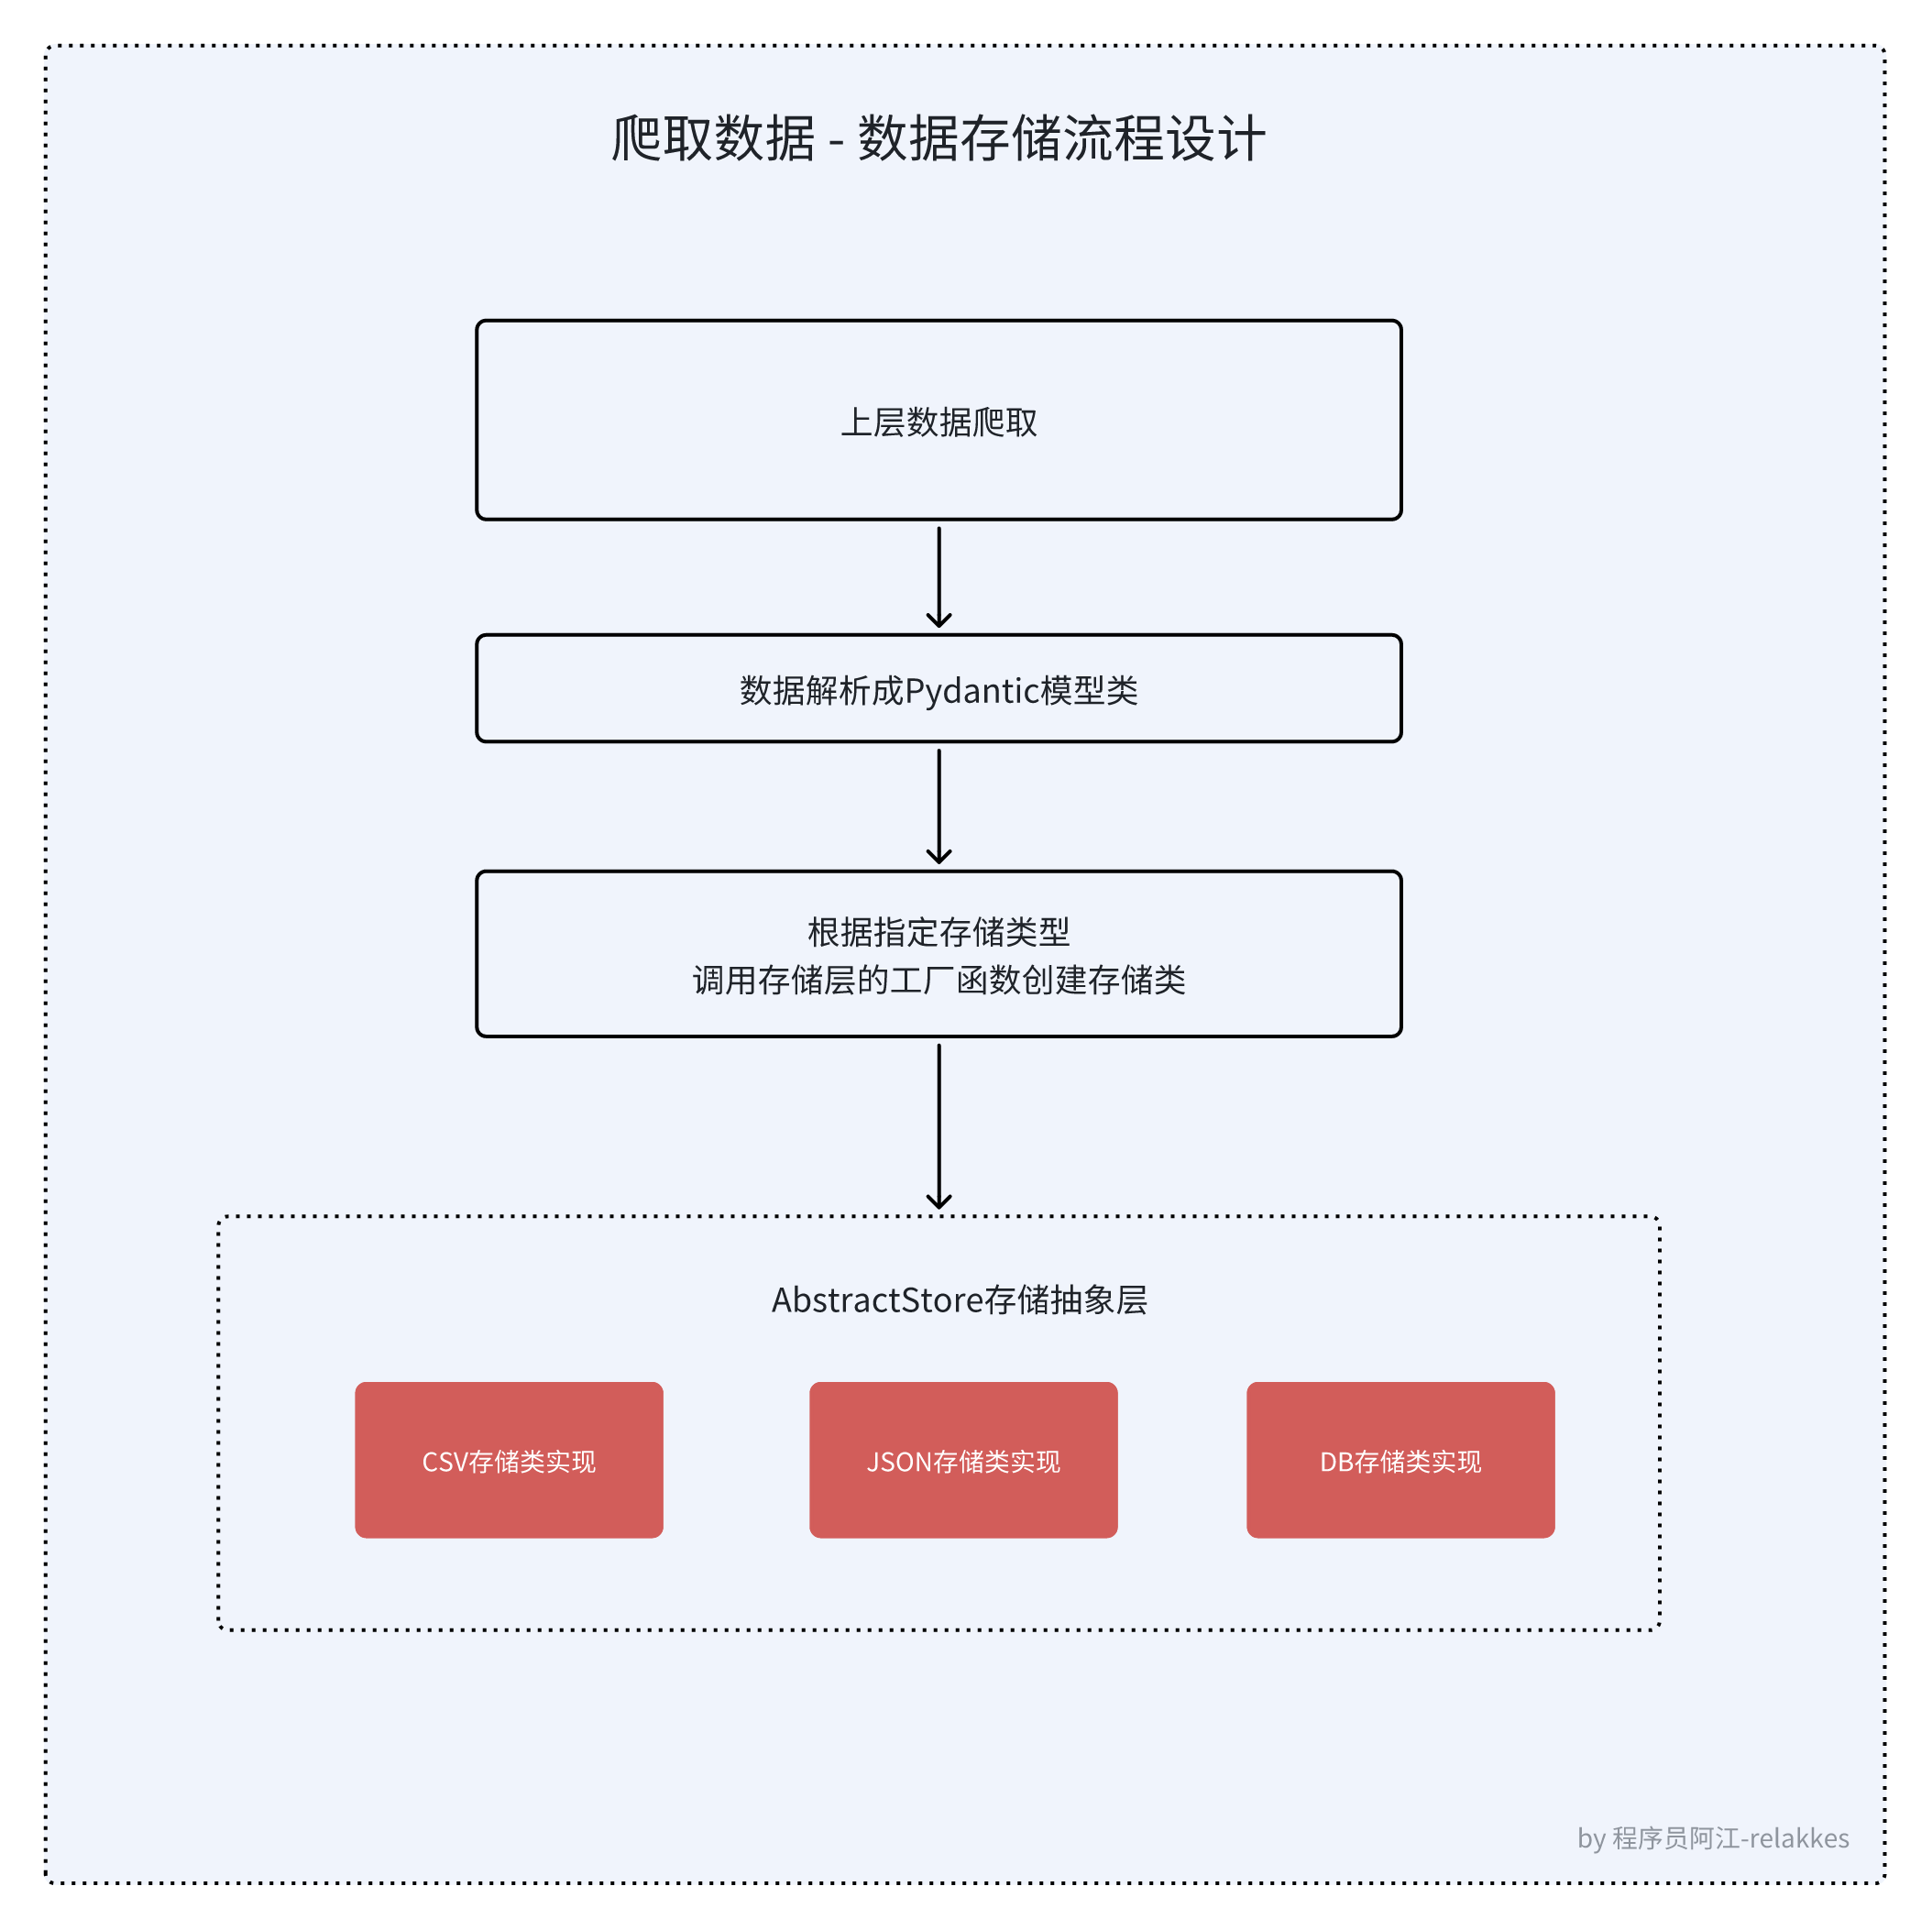 爬取数据 - 数据存储流程设计
上层数据爬取
数据解析成Pydantic模型类
根据指定存储类型
调用存储层的工厂函数创建存储类
AbstractStore存储抽象层
CSV存储类实现
JSON存储类实现
DB存储类实现
by 程序员阿江-relakkes